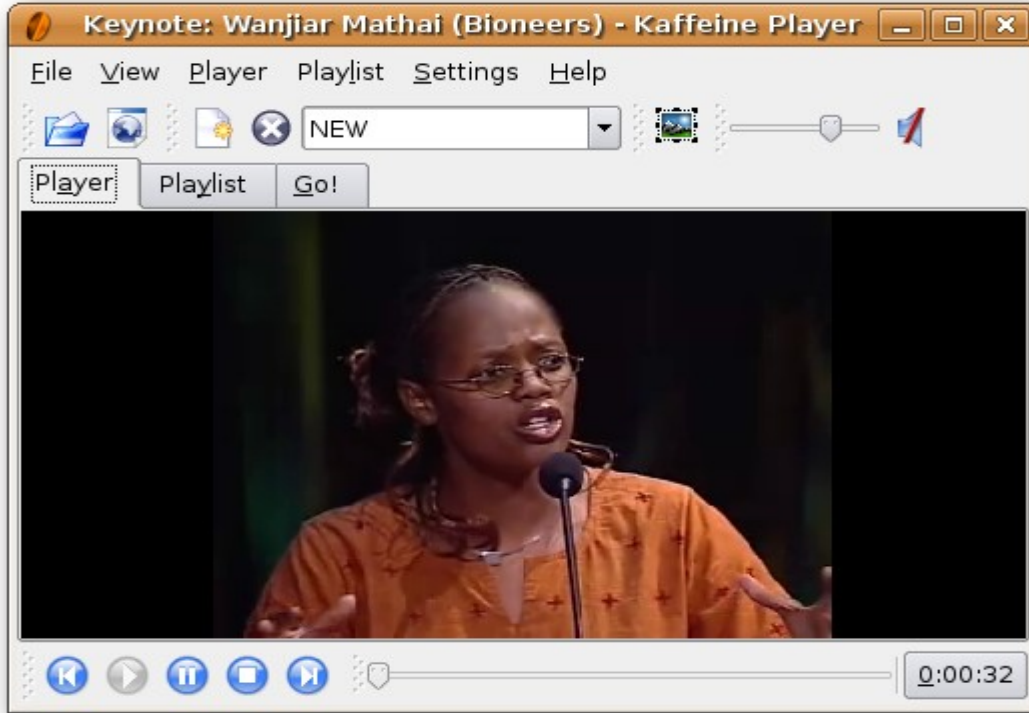 Keynote: Wanjiar Mathai (Bioneers) - Kaffeine Player
File View Player Playlist Settings Help
NEW
Player Playlist Go!
0:00:32